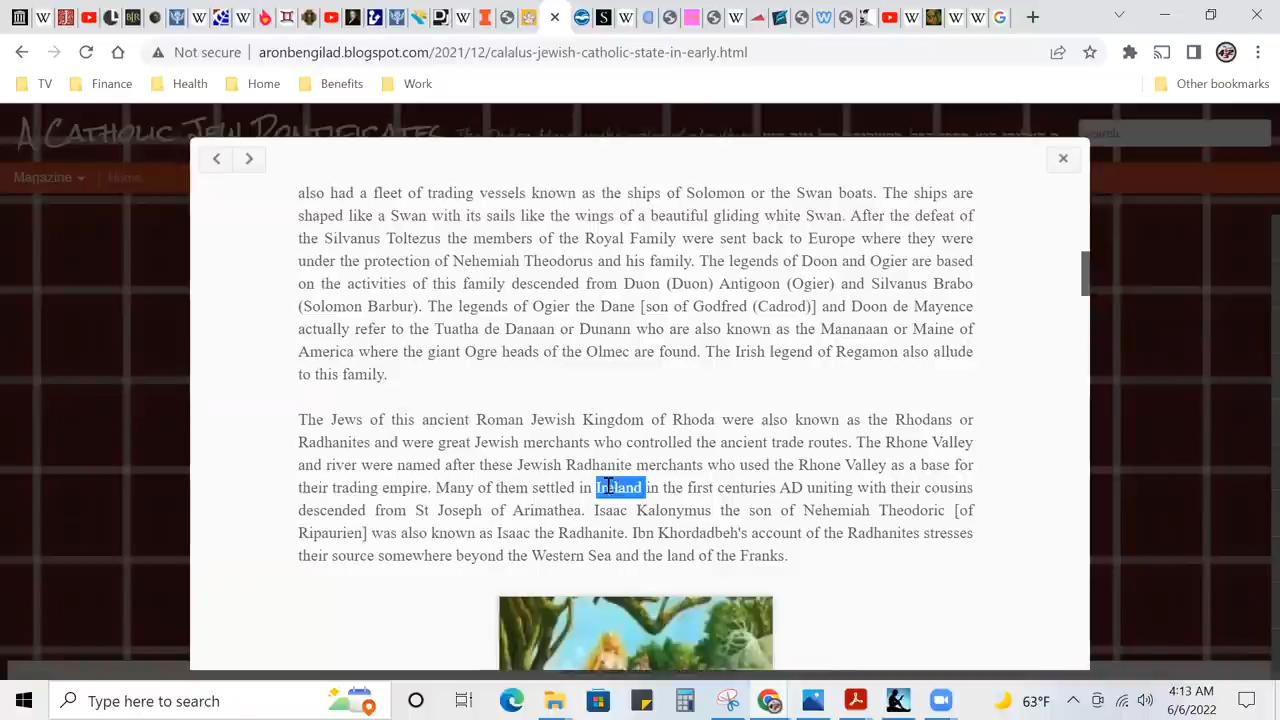 Not secure
aronbengilad.blogspot.com/2021/12/calalus-jewish-catholic-state-in-early.html
TV
Finance
Health
Home
Benefits
Work
Other bookmarks
A Catholic Jew Pontificates
search
Magazine
Home
also had a fleet of trading vessels known as the ships of Solomon or the Swan boats. The ships are
shaped like a Swan with its sails like the wings of a beautiful gliding white Swan. After the defeat of
the Silvanus Toltezus the members of the Royal Family were sent back to Europe where they were
under the protection of Nehemiah Theodorus and his family. The legends of Doon and Ogier are based
on the activities of this family descended from Duon (Duon) Antigoon (Ogier) and Silvanus Brabo
(Solomon Barbur). The legends of Ogier the Dane [son of Godfred (Cadrod)] and Doon de Mayence
actually refer to the Tuatha de Danaan or Dunann who are also known as the Mananaan or Maine of
America where the giant Ogre heads of the Olmec are found. The Irish legend of Regamon also allude
to this family.
The Jews of this ancient Roman Jewish Kingdom of Rhoda were also known as the Rhodans or
Radhanites and were great Jewish merchants who controlled the ancient trade routes. The Rhone Valley
and river were named after these Jewish Radhanite merchants who used the Rhone Valley as a base for
their trading empire. Many of them settled in Ireland in the first centuries AD uniting with their cousins
descended from St Joseph of Arimathea. Isaac Kalonymus the son of Nehemiah Theodoric [of
Ripaurien] was also known as Isaac the Radhanite. Ibn Khordadbeh's account of the Radhanites stresses
their source somewhere beyond the Western Sea and the land of the Franks.
Type here to search
63°F
4:13 AM
6/6/2022